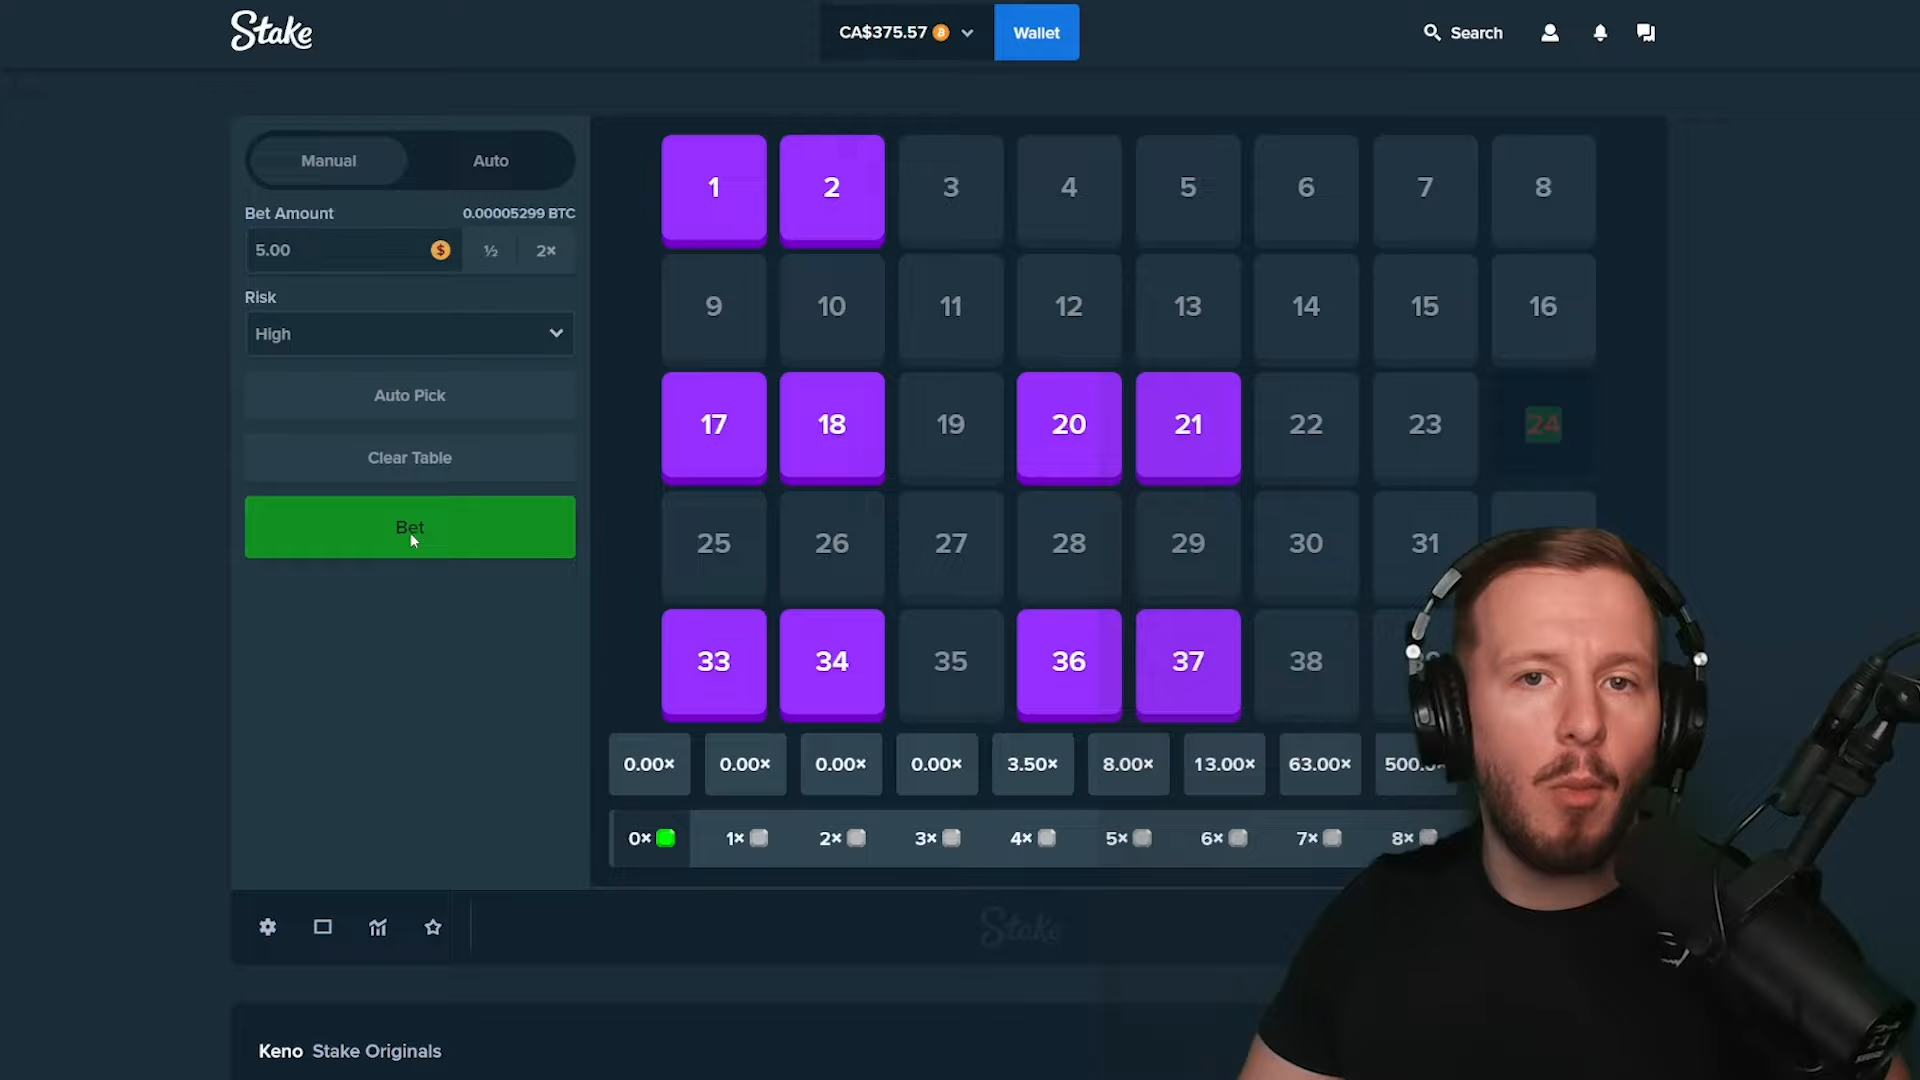 Stake
CA$375.57
Wallet
Search
Manual
Auto
Bet Amount
0.00005299 BTC
5.00
½
2×
Risk
High
Auto Pick
Clear Table
Bet
1 2 3 4 5 6 7 8
9 10 11 12 13 14 15 16
17 18 19 20 21 22 23 24
25 26 27 28 29 30 31
33 34 35 36 37 38
0.00× 0.00× 0.00× 0.00× 3.50× 8.00× 13.00× 63.00×
0× 1× 2× 3× 4× 5× 6× 7× 8×
Stake
Keno Stake Originals